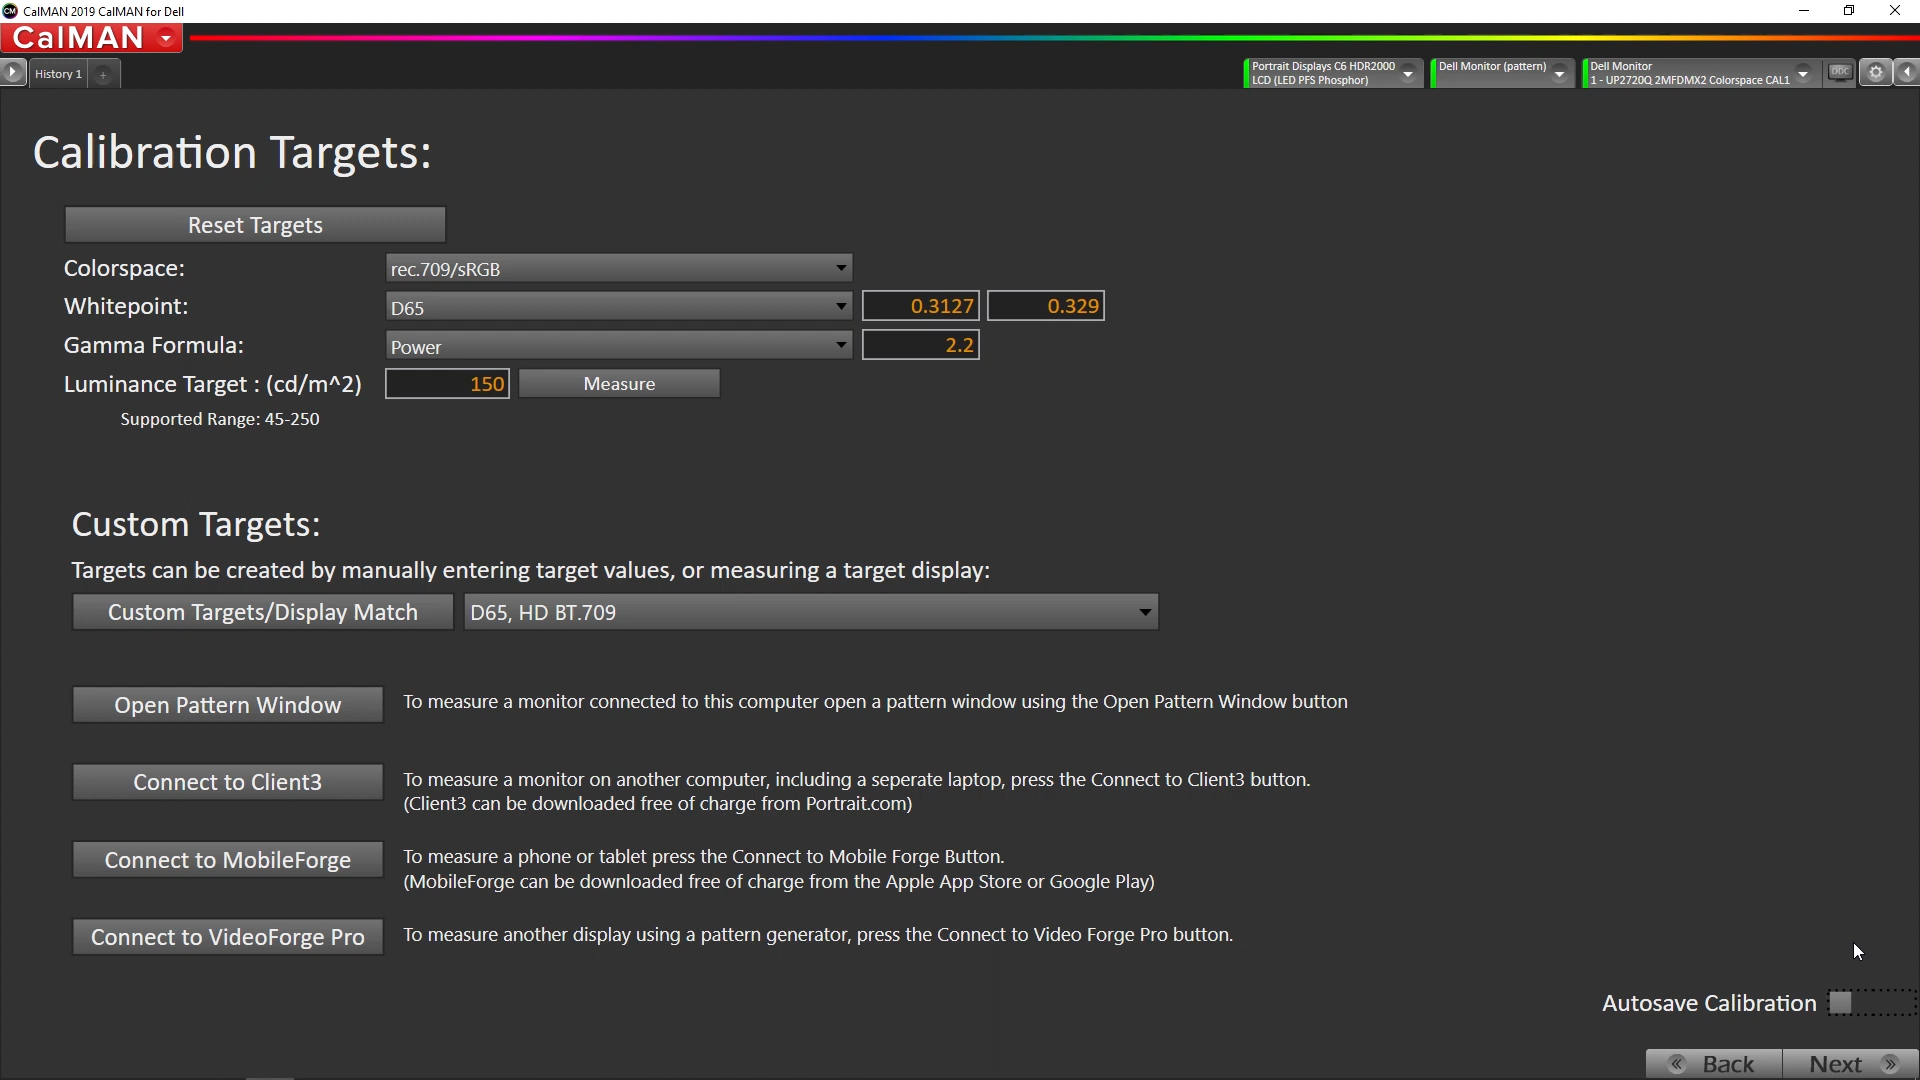 CalMAN 2019 CalMAN for Dell
CalMAN
History 1
+
Portrait Displays C6 HDR2000
LCD (LED PFS Phosphor)
Dell Monitor (pattern)
Dell Monitor
1 - UP2720Q 2MFDMX2 Colorspace CAL1
DDC
Calibration Targets:
Reset Targets
Colorspace: rec.709/sRGB
Whitepoint: D65 0.3127 0.329
Gamma Formula: Power 2.2
Luminance Target : (cd/m^2) 150 Measure
Supported Range: 45-250
Custom Targets:
Targets can be created by manually entering target values, or measuring a target display:
Custom Targets/Display Match D65, HD BT.709
Open Pattern Window To measure a monitor connected to this computer open a pattern window using the Open Pattern Window button
Connect to Client3 To measure a monitor on another computer, including a seperate laptop, press the Connect to Client3 button.
(Client3 can be downloaded free of charge from Portrait.com)
Connect to MobileForge To measure a phone or tablet press the Connect to Mobile Forge Button.
(MobileForge can be downloaded free of charge from the Apple App Store or Google Play)
Connect to VideoForge Pro To measure another display using a pattern generator, press the Connect to Video Forge Pro button.
Autosave Calibration
« Back Next »